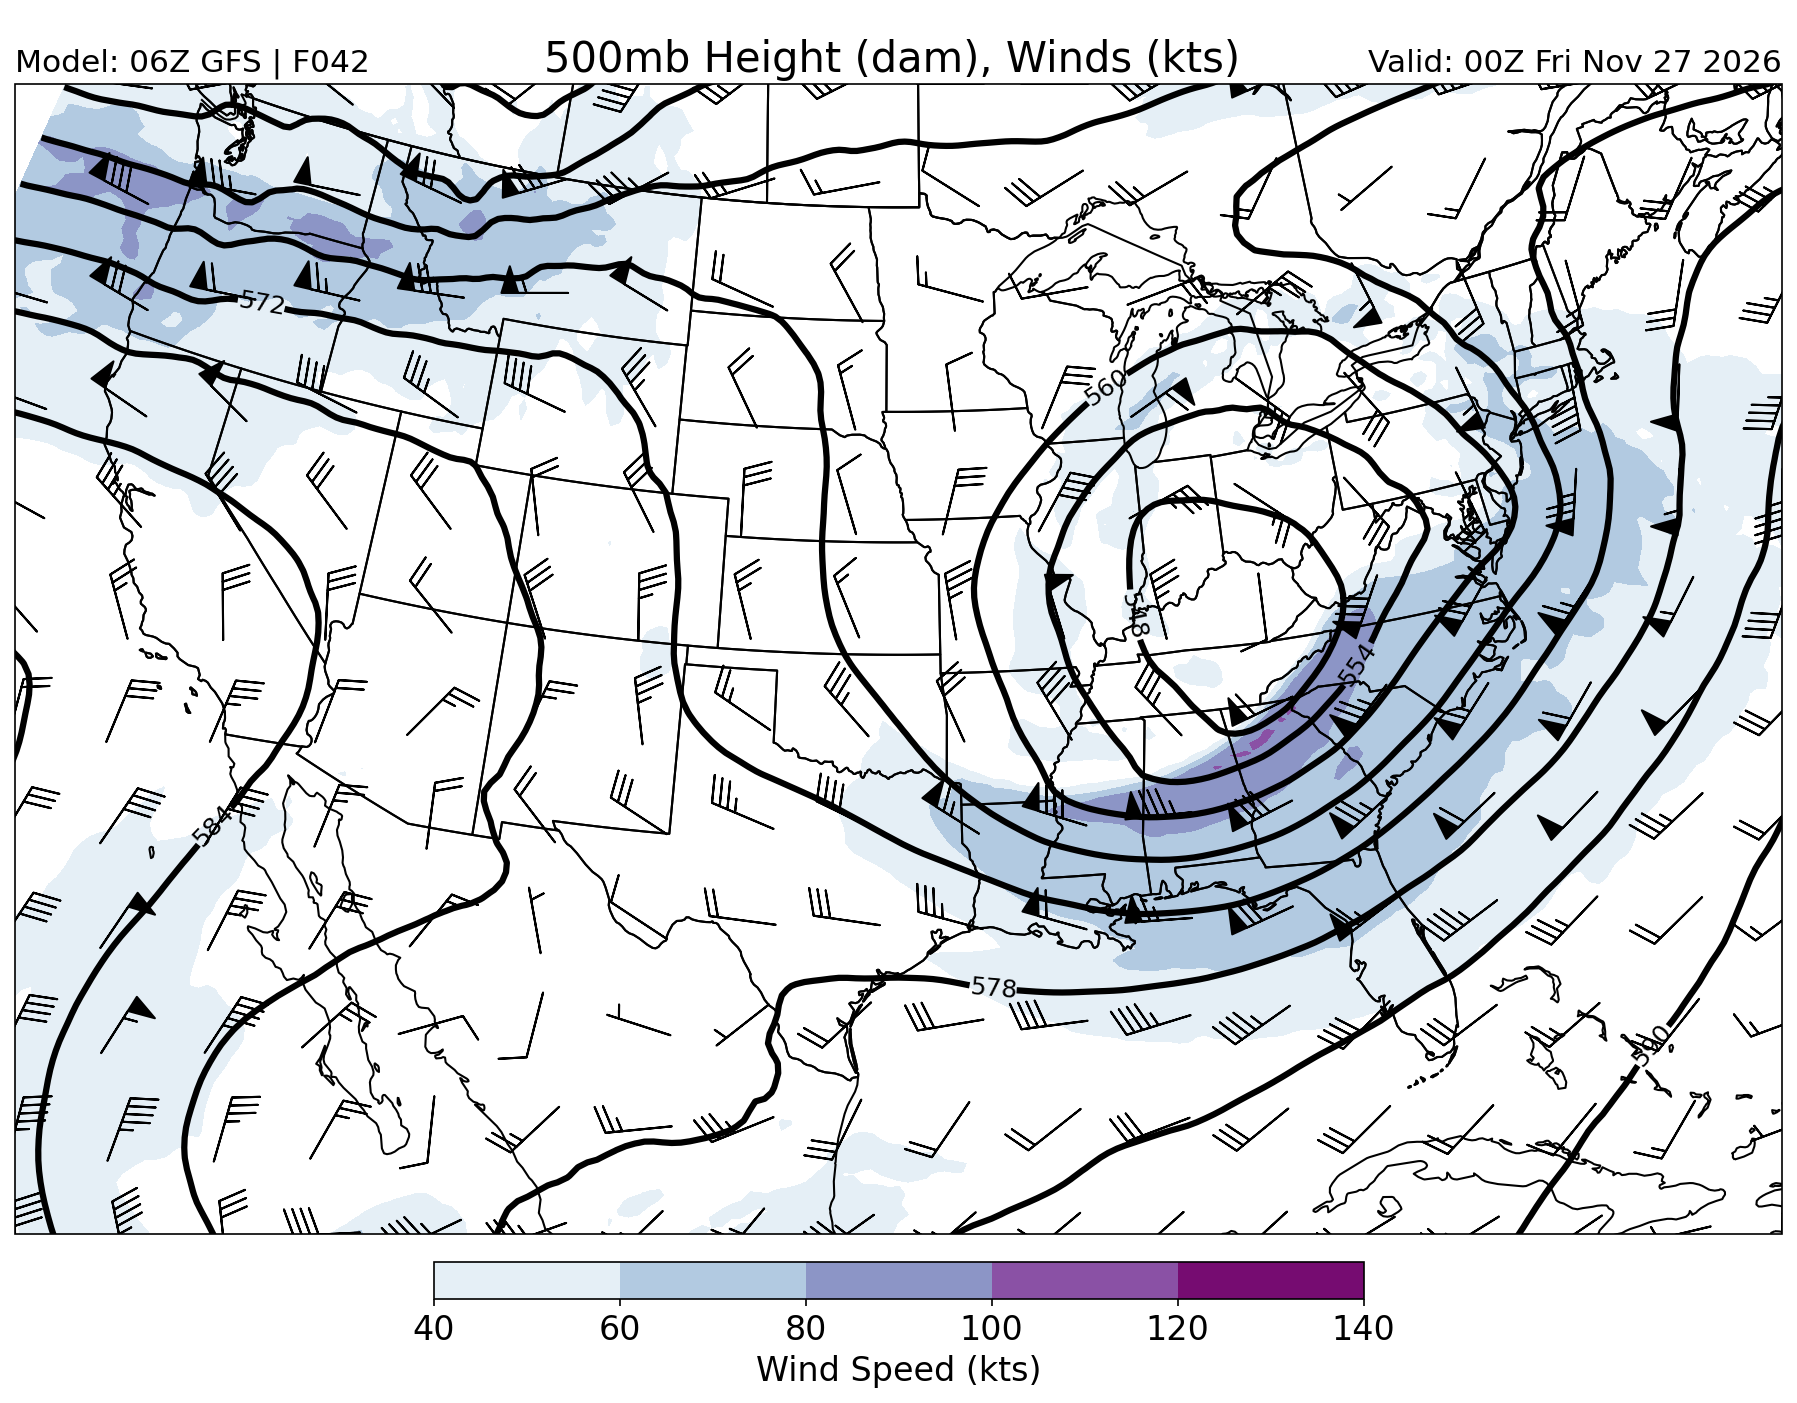 Model: 06Z GFS | F042
500mb Height (dam), Winds (kts)
Valid: 00Z Fri Nov 27 2026
572
560
548
554
584
578
590
40 60 80 100 120 140
Wind Speed (kts)